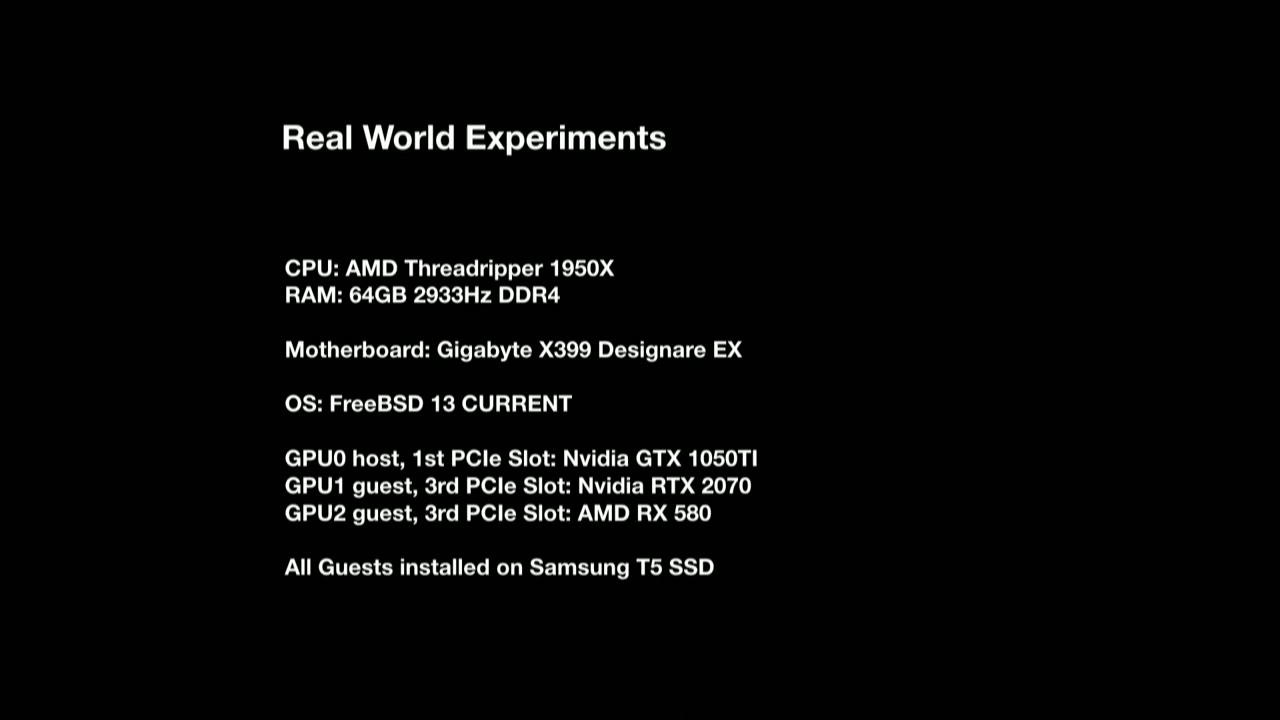 Real World Experiments
CPU: AMD Threadripper 1950X
RAM: 64GB 2933Hz DDR4
Motherboard: Gigabyte X399 Designare EX
OS: FreeBSD 13 CURRENT
GPU0 host, 1st PCIe Slot: Nvidia GTX 1050TI
GPU1 guest, 3rd PCIe Slot: Nvidia RTX 2070
GPU2 guest, 3rd PCIe Slot: AMD RX 580
All Guests installed on Samsung T5 SSD